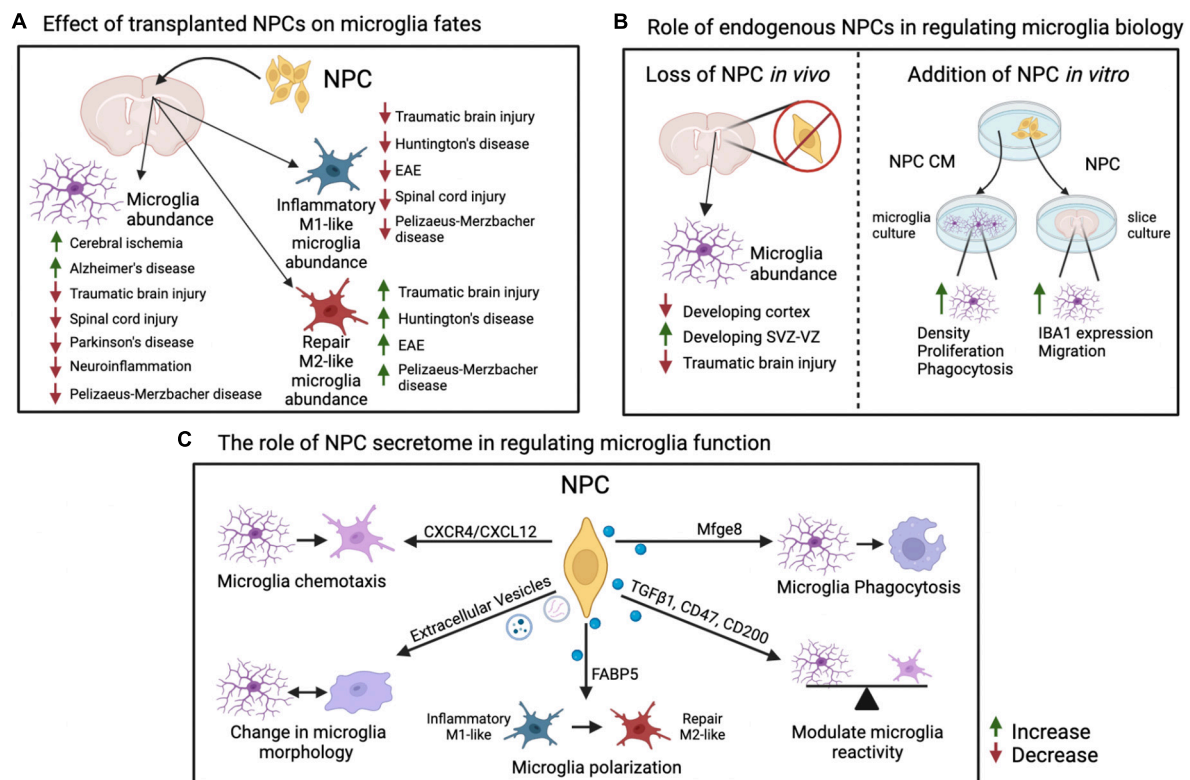 A Effect of transplanted NPCs on microglia fates
NPC
Microglia
abundance
Cerebral ischemia
Alzheimer's disease
Traumatic brain injury
Spinal cord injury
Parkinson's disease
Neuroinflammation
Pelizaeus-Merzbacher disease
Inflammatory
M1-like
microglia
abundance
Traumatic brain injury
Huntington's disease
EAE
Spinal cord injury
Pelizaeus-Merzbacher
disease
Repair
M2-like
microglia
abundance
Traumatic brain injury
Huntington's disease
EAE
Pelizaeus-Merzbacher
disease
B Role of endogenous NPCs in regulating microglia biology
Loss of NPC in vivo
Microglia
abundance
Developing cortex
Developing SVZ-VZ
Traumatic brain injury
Addition of NPC in vitro
NPC CM
NPC
microglia
culture
slice
culture
Density
Proliferation
Phagocytosis
IBA1 expression
Migration
C The role of NPC secretome in regulating microglia function
NPC
CXCR4/CXCL12
Microglia chemotaxis
Mfge8
Microglia Phagocytosis
Extracellular Vesicles
Change in microglia
morphology
FABP5
Inflammatory
M1-like
Repair
M2-like
Microglia polarization
TGFβ1, CD47, CD200
Modulate microglia
reactivity
Increase
Decrease